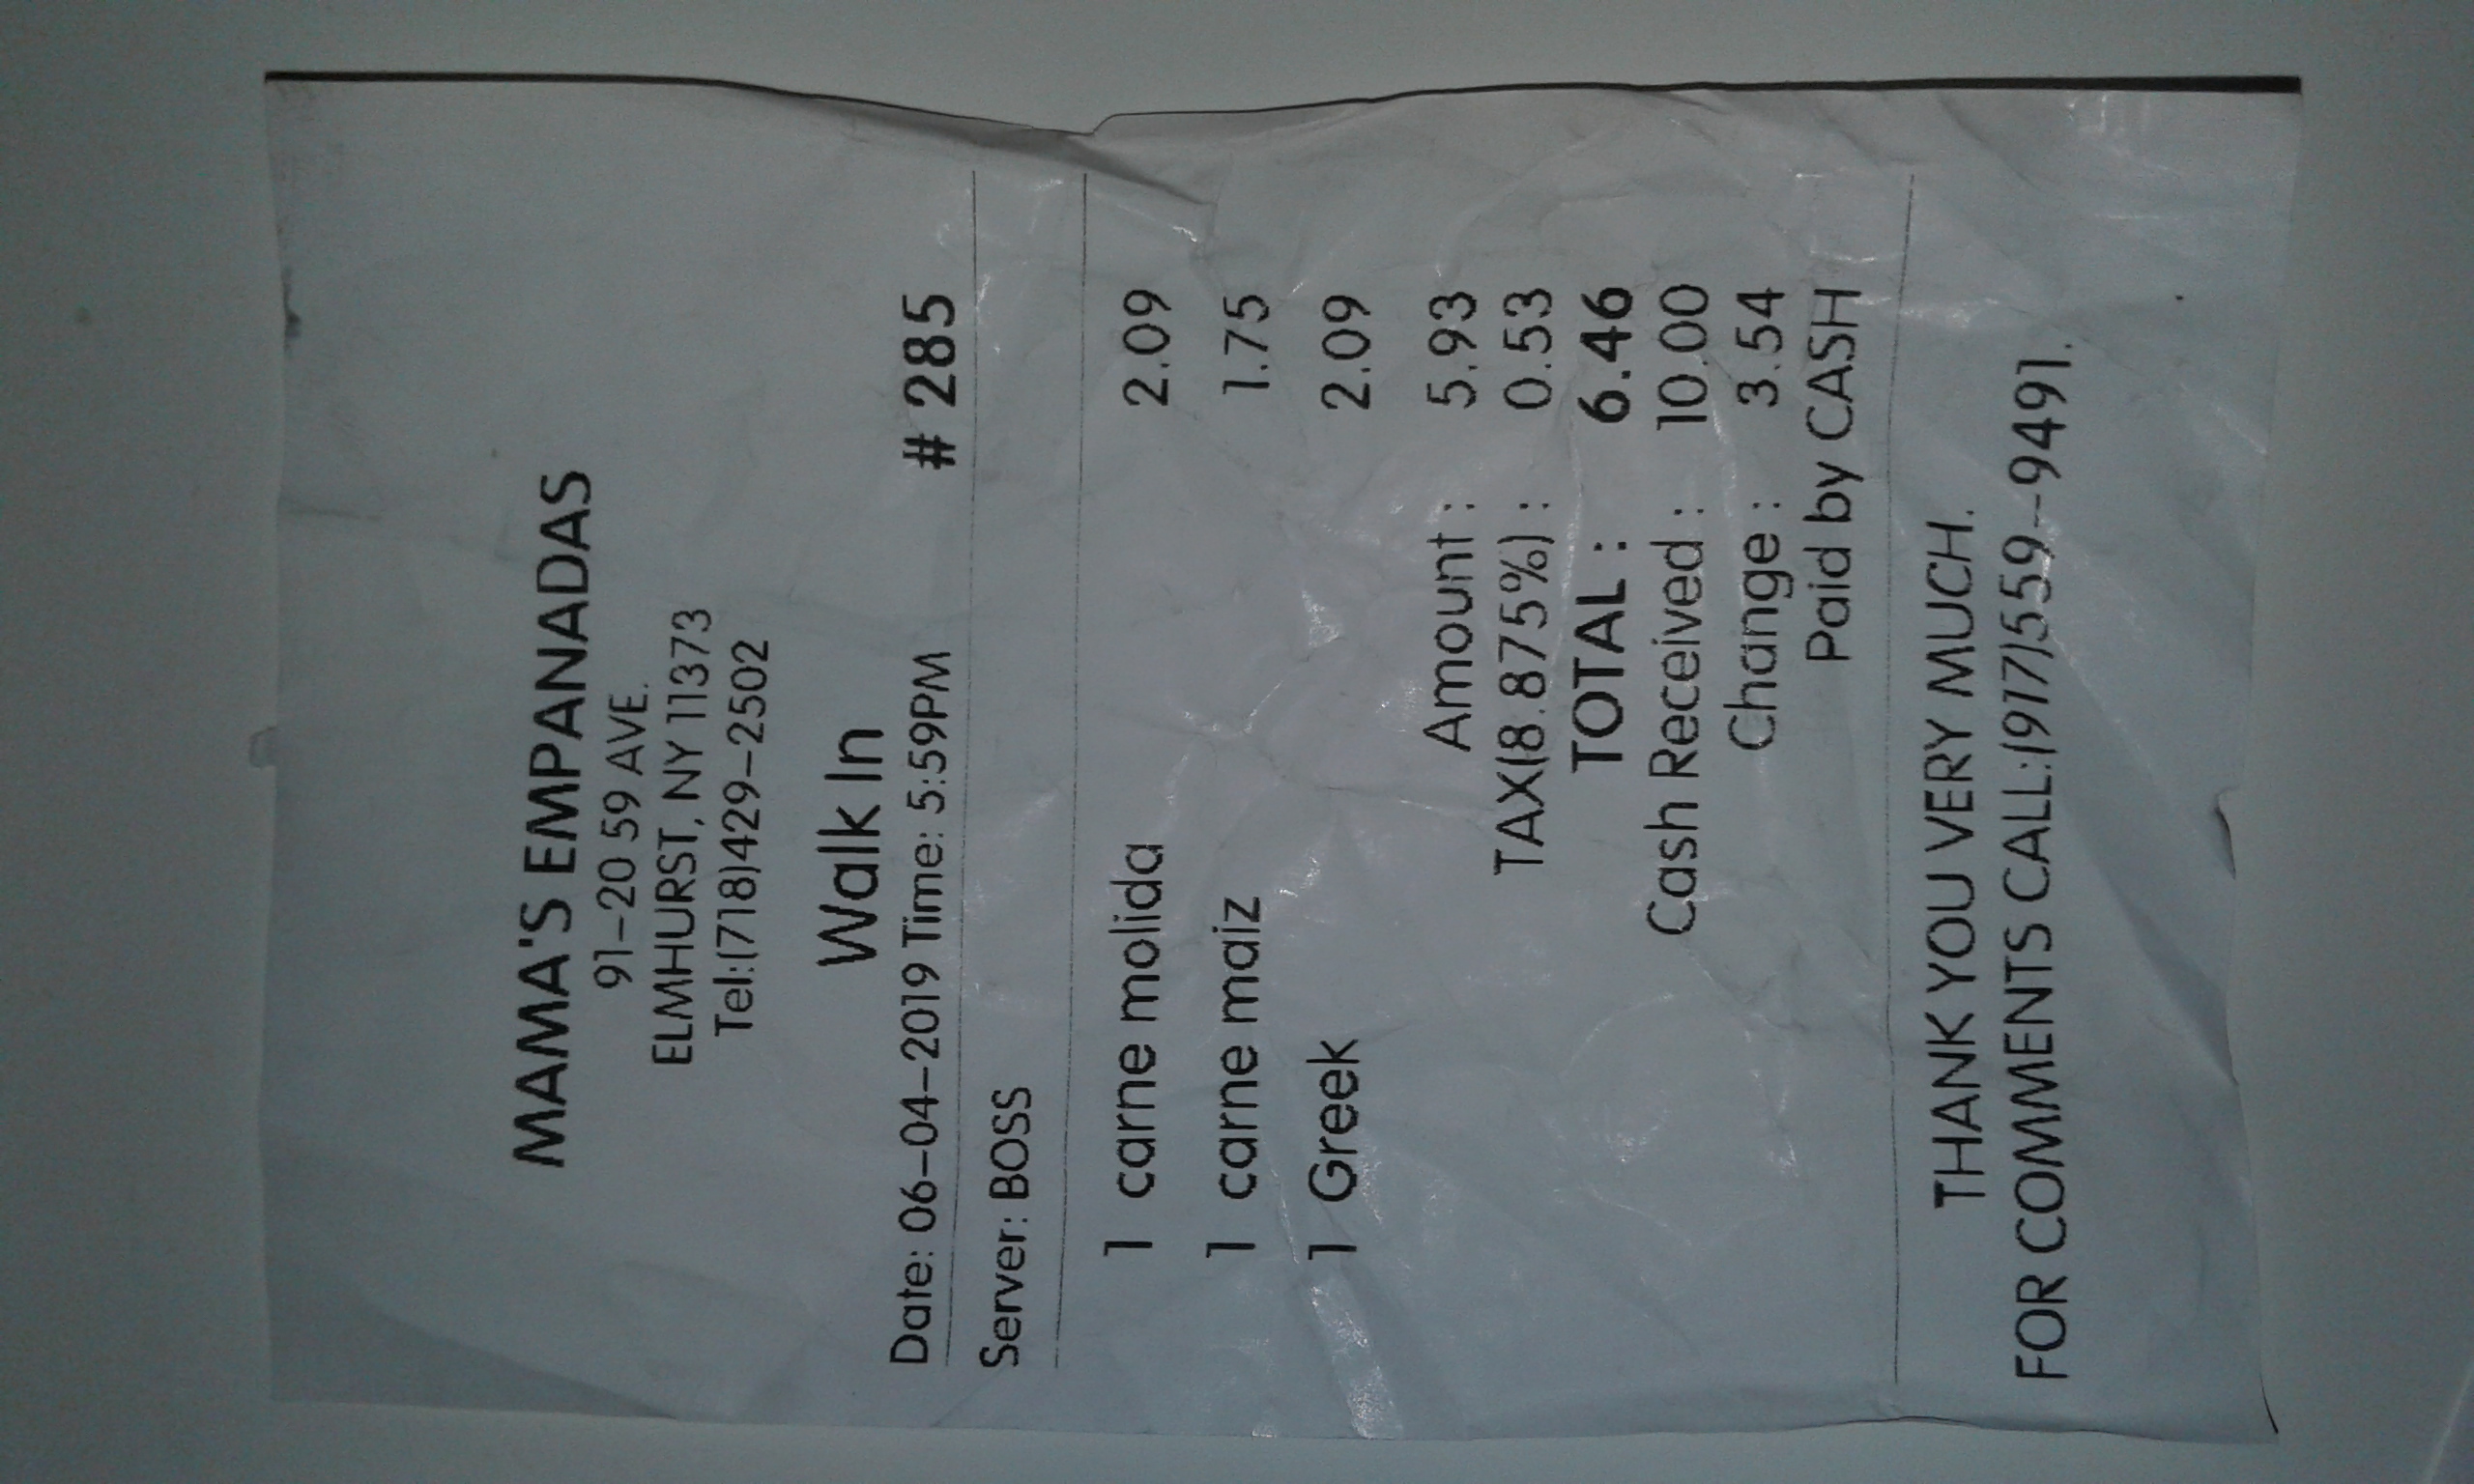 MAMA'S EMPANADAS
91-20 59 AVE.
ELMHURST, NY 11373
Tel:(718)429-2502
Walk In
Date: 06-04-2019 Time: 5:59PM # 285
Server: BOSS
1 carne molida 2.09
1 carne maiz 1.75
1 Greek 2.09
Amount : 5.93
TAX(8.875%) : 0.53
TOTAL : 6.46
Cash Received : 10.00
Change : 3.54
Paid by CASH
THANK YOU VERY MUCH.
FOR COMMENTS CALL:(917)559--9491.